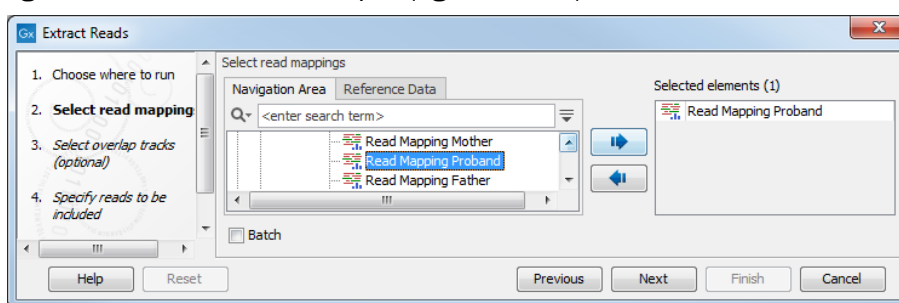 Gx Extract Reads
X
1. Choose where to run
2. Select read mapping
3. Select overlap tracks
(optional)
4. Specify reads to be
included
Select read mappings
Navigation Area
Reference Data
<enter search term>
Read Mapping Mother
Read Mapping Proband
Read Mapping Father
Batch
Selected elements (1)
Read Mapping Proband
Help
Reset
Previous
Next
Finish
Cancel